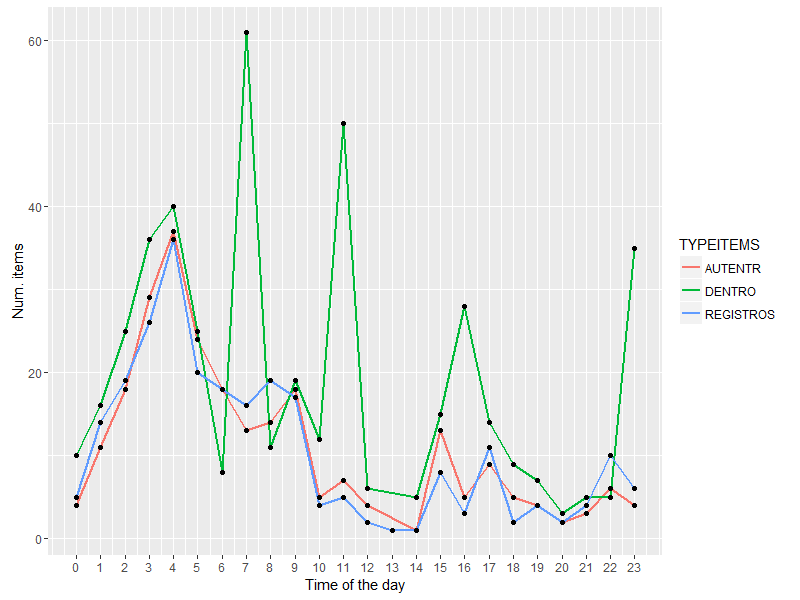 60
40
20
0
Num. items
0 1 2 3 4 5 6 7 8 9 10 11 12 13 14 15 16 17 18 19 20 21 22 23
Time of the day
TYPEITEMS
AUTENTR
DENTRO
REGISTROS